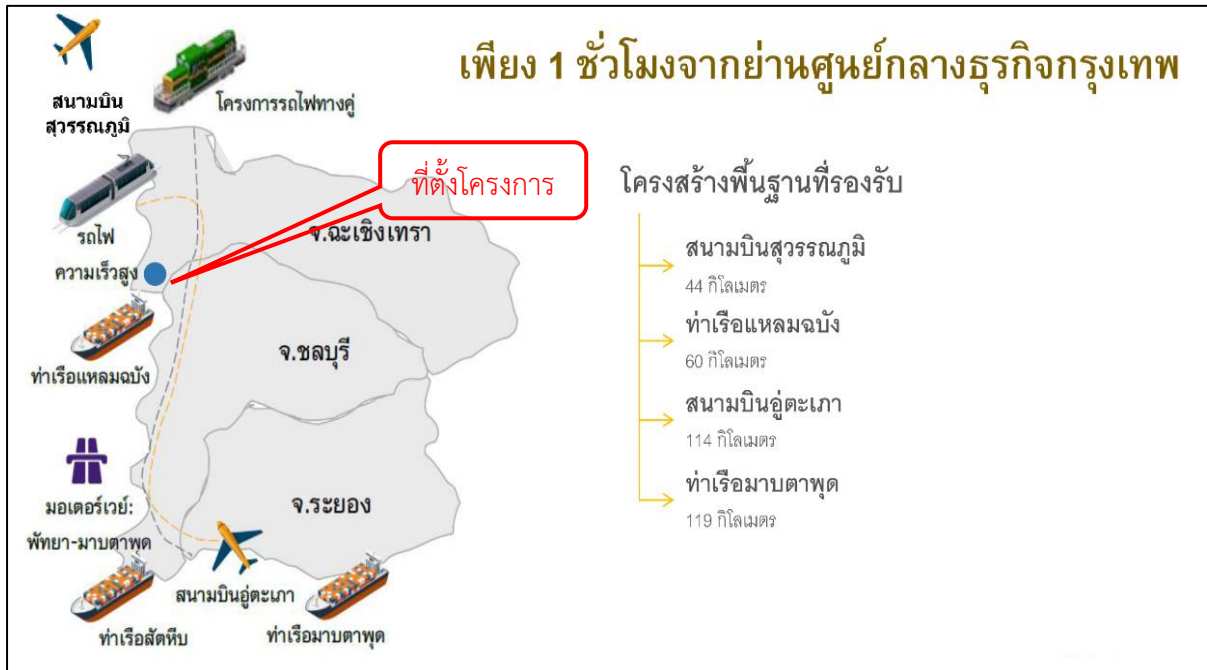 เพียง 1 ชั่วโมงจากย่านศูนย์กลางธุรกิจกรุงเทพ
สนามบิน
สุวรรณภูมิ
โครงการรถไฟทางคู่
ที่ตั้งโครงการ
รถไฟ
ความเร็วสูง
จ.ฉะเชิงเทรา
ท่าเรือแหลมฉบัง
จ.ชลบุรี
มอเตอร์เวย์:
พัทยา-มาบตาพุด
จ.ระยอง
สนามบินอู่ตะเภา
ท่าเรือสัตหีบ
ท่าเรือมาบตาพุด
โครงสร้างพื้นฐานที่รองรับ
สนามบินสุวรรณภูมิ
44 กิโลเมตร
ท่าเรือแหลมฉบัง
60 กิโลเมตร
สนามบินอู่ตะเภา
114 กิโลเมตร
ท่าเรือมาบตาพุด
119 กิโลเมตร